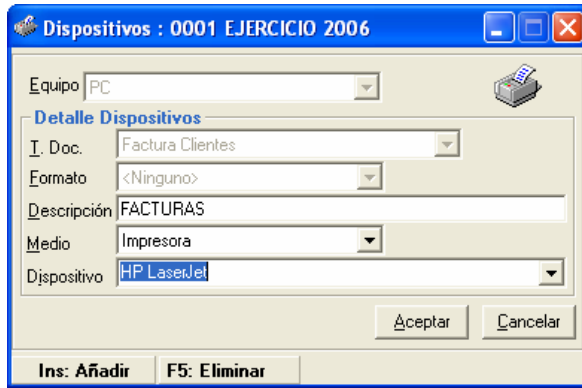 Dispositivos : 0001 EJERCICIO 2006
Equipo PC
Detalle Dispositivos
T. Doc. Factura Clientes
Formato <Ninguno>
Descripción FACTURAS
Medio Impresora
Dispositivo HP LaserJet
Aceptar Cancelar
Ins: Añadir F5: Eliminar